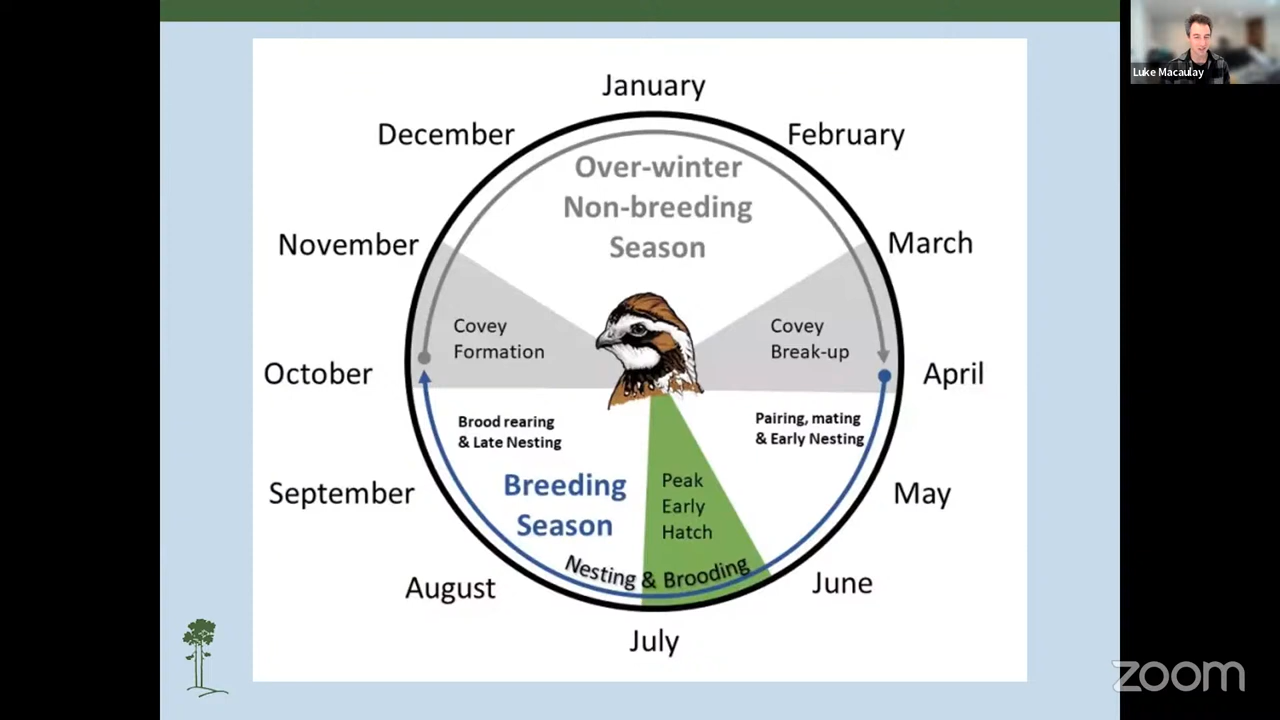 Luke Macaulay
January
December
February
Over-winter
Non-breeding
Season
November
March
Covey
Formation
Covey
Break-up
October
April
Brood rearing
& Late Nesting
Pairing, mating
& Early Nesting
Breeding
Season
Peak
Early
Hatch
September
May
Nesting & Brooding
August
June
July
zoom